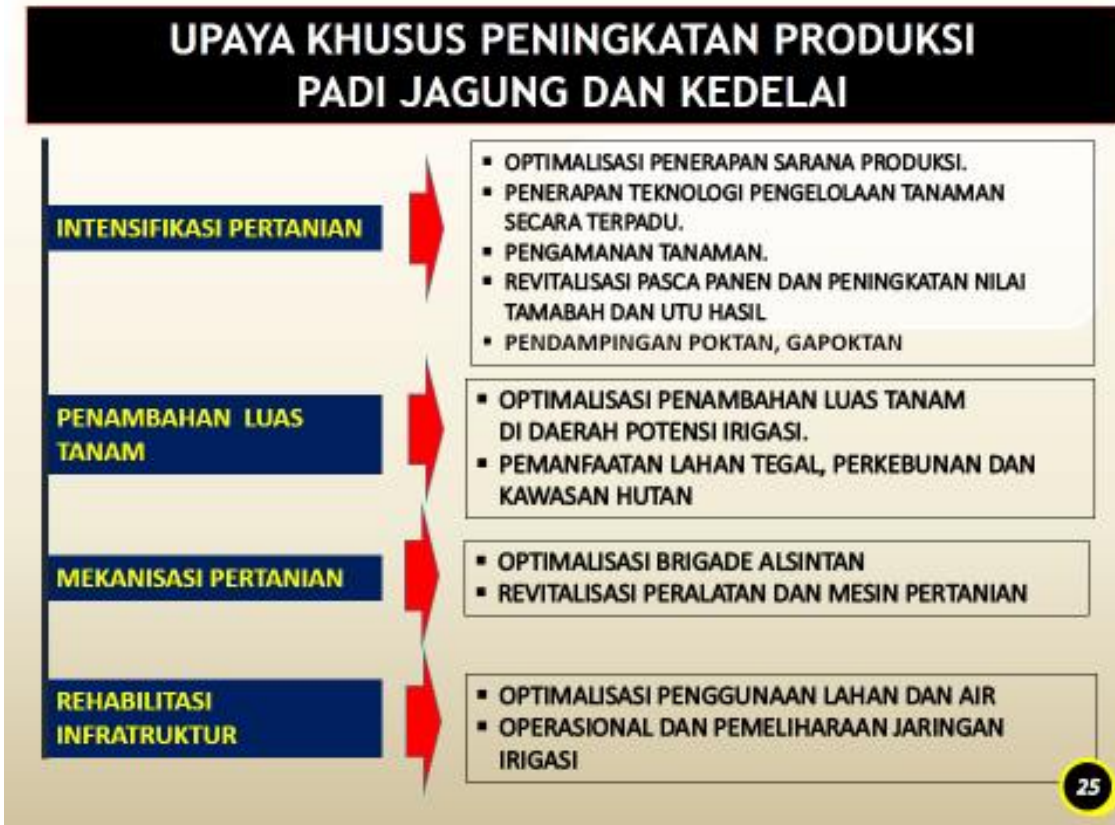 UPAYA KHUSUS PENINGKATAN PRODUKSI
PADI JAGUNG DAN KEDELAI
INTENSIFIKASI PERTANIAN
▪ OPTIMALISASI PENERAPAN SARANA PRODUKSI.
▪ PENERAPAN TEKNOLOGI PENGELOLAAN TANAMAN
SECARA TERPADU.
▪ PENGAMANAN TANAMAN.
▪ REVITALISASI PASCA PANEN DAN PENINGKATAN NILAI
TAMABAH DAN UTU HASIL
▪ PENDAMPINGAN POKTAN, GAPOKTAN
PENAMBAHAN LUAS
TANAM
▪ OPTIMALISASI PENAMBAHAN LUAS TANAM
DI DAERAH POTENSI IRIGASI.
▪ PEMANFAATAN LAHAN TEGAL, PERKEBUNAN DAN
KAWASAN HUTAN
MEKANISASI PERTANIAN
▪ OPTIMALISASI BRIGADE ALSINTAN
▪ REVITALISASI PERALATAN DAN MESIN PERTANIAN
REHABILITASI
INFRATRUKTUR
▪ OPTIMALISASI PENGGUNAAN LAHAN DAN AIR
▪ OPERASIONAL DAN PEMELIHARAAN JARINGAN
IRIGASI
25